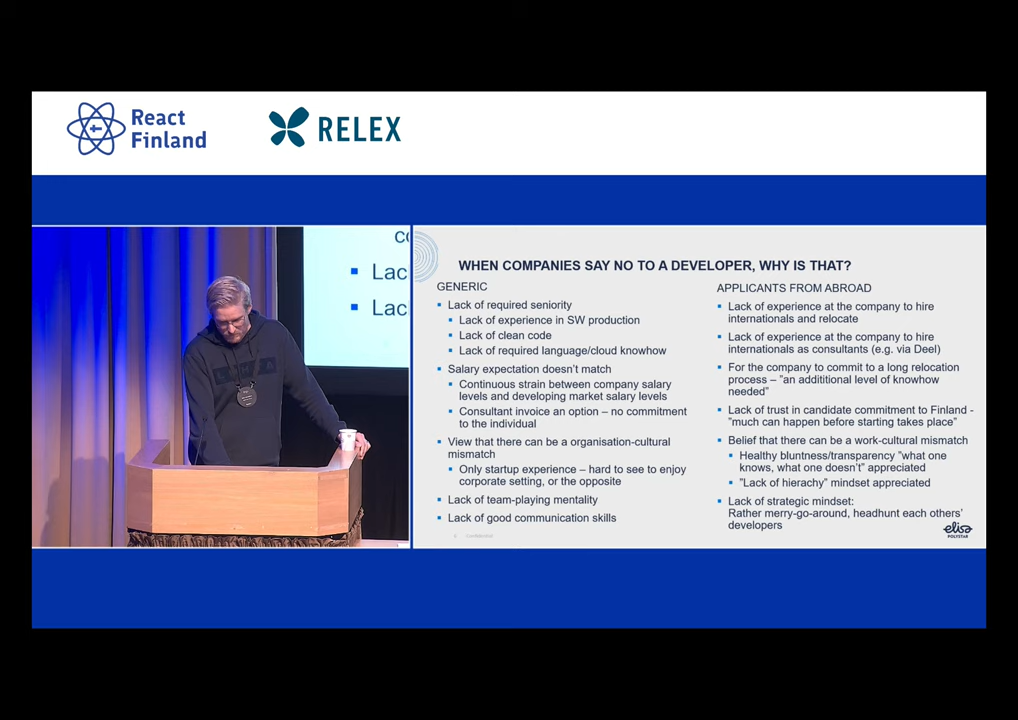 React
Finland
RELEX
Lac
Lac
WHEN COMPANIES SAY NO TO A DEVELOPER, WHY IS THAT?
GENERIC
Lack of required seniority
Lack of experience in SW production
Lack of clean code
Lack of required language/cloud knowhow
Salary expectation doesn't match
Continuous strain between company salary
levels and developing market salary levels
Consultant invoice an option – no commitment
to the individual
View that there can be a organisation-cultural
mismatch
Only startup experience – hard to see to enjoy
corporate setting, or the opposite
Lack of team-playing mentality
Lack of good communication skills
6 Confidential
APPLICANTS FROM ABROAD
Lack of experience at the company to hire
internationals and relocate
Lack of experience at the company to hire
internationals as consultants (e.g. via Deel)
For the company to commit to a long relocation
process – "an addititional level of knowhow
needed"
Lack of trust in candidate commitment to Finland -
"much can happen before starting takes place"
Belief that there can be a work-cultural mismatch
Healthy bluntness/transparency "what one
knows, what one doesn't" appreciated
"Lack of hierachy" mindset appreciated
Lack of strategic mindset:
Rather merry-go-around, headhunt each others'
developers
elisa
POLYSTAR